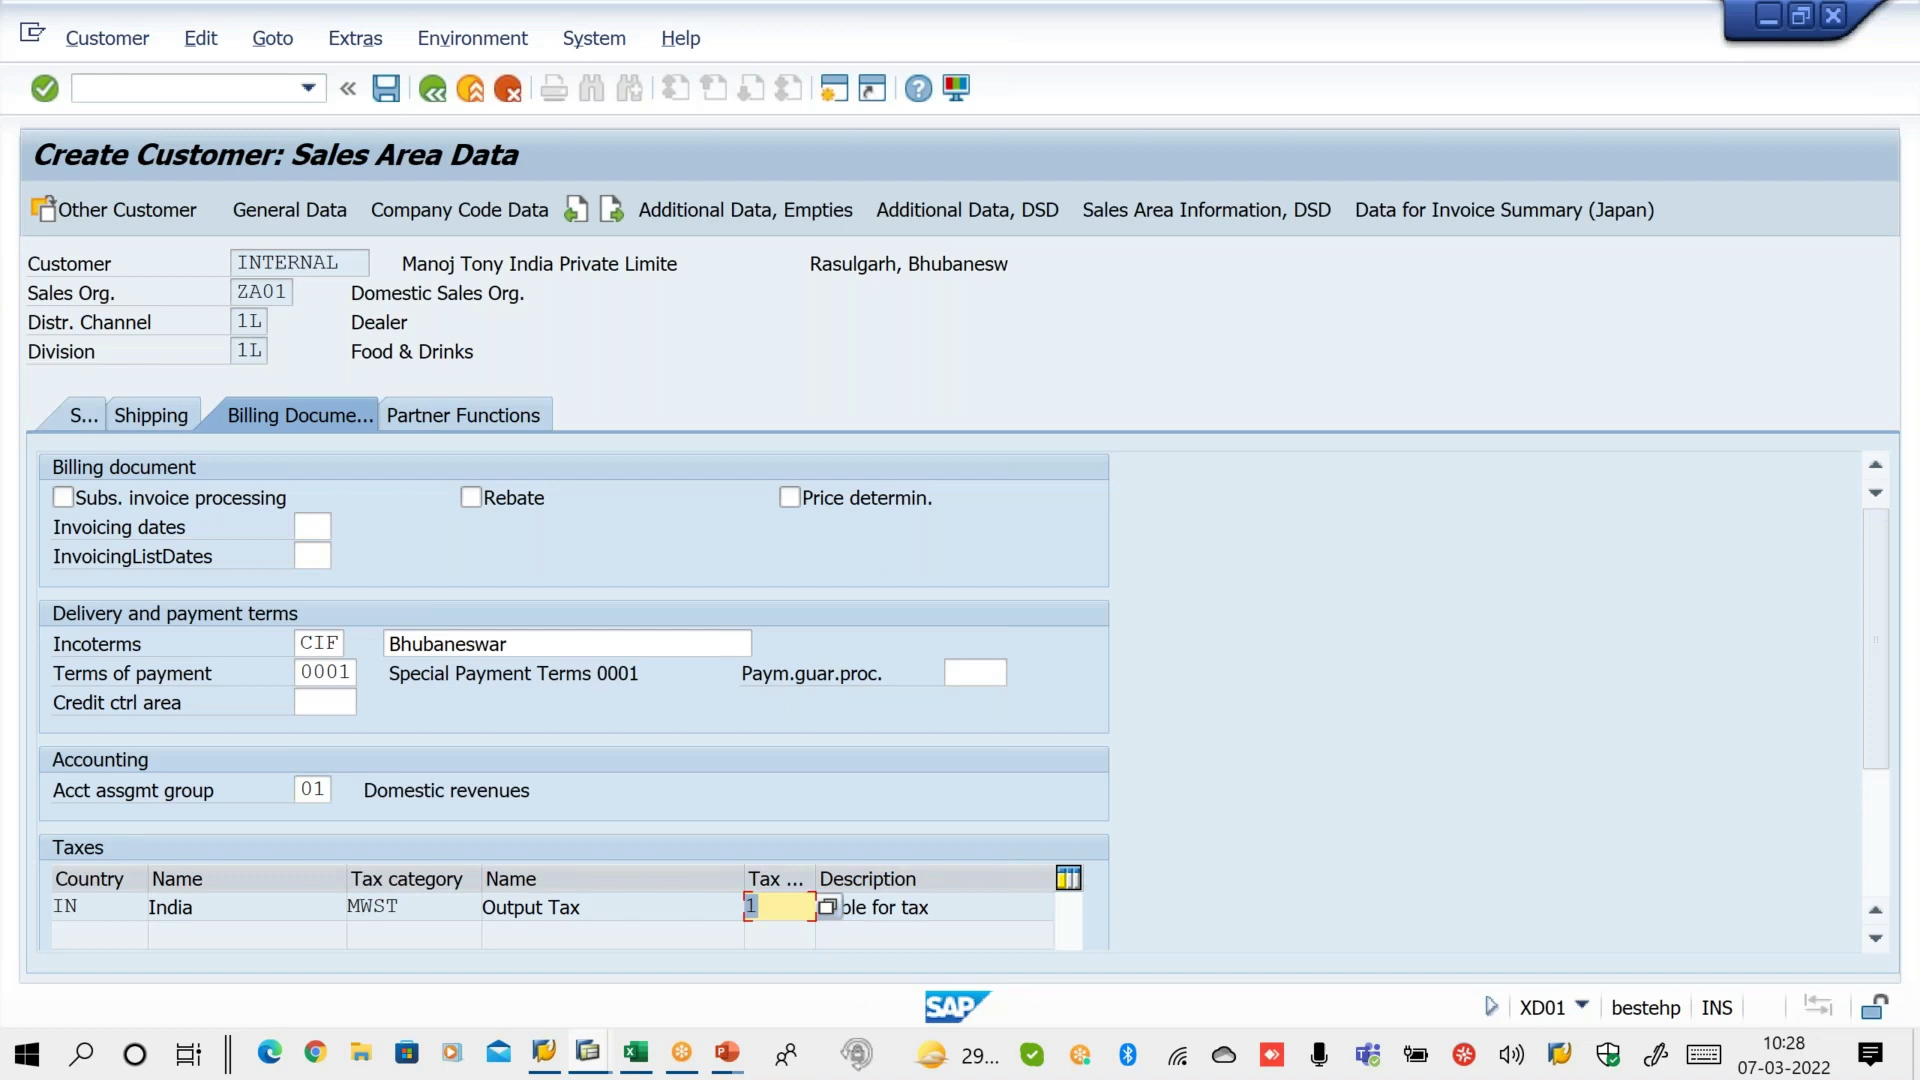 Customer Edit Goto Extras Environment System Help
Create Customer: Sales Area Data
Other Customer General Data Company Code Data Additional Data, Empties Additional Data, DSD Sales Area Information, DSD Data for Invoice Summary (Japan)
Customer INTERNAL Manoj Tony India Private Limite Rasulgarh, Bhubanesw
Sales Org. ZA01 Domestic Sales Org.
Distr. Channel 1L Dealer
Division 1L Food & Drinks
S... Shipping Billing Docume... Partner Functions
Billing document
Subs. invoice processing Rebate Price determin.
Invoicing dates
InvoicingListDates
Delivery and payment terms
Incoterms CIF Bhubaneswar
Terms of payment 0001 Special Payment Terms 0001 Paym.guar.proc.
Credit ctrl area
Accounting
Acct assgmt group 01 Domestic revenues
Taxes
Country Name Tax category Name Tax ... Description
IN India MWST Output Tax 1 ble for tax
SAP XD01 bestehp INS
29... 10:28
07-03-2022